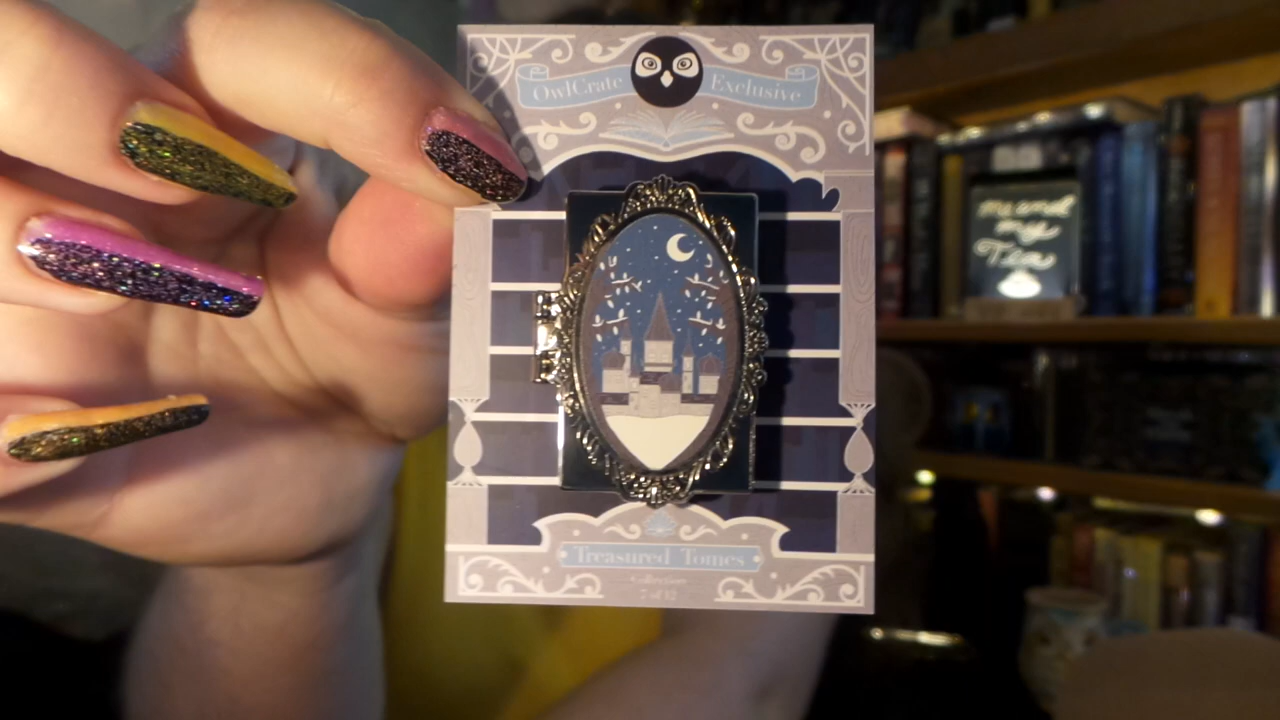 OwlCrate Exclusive
Treasured Tomes
Collection
7 of 12
me and
my
Tea